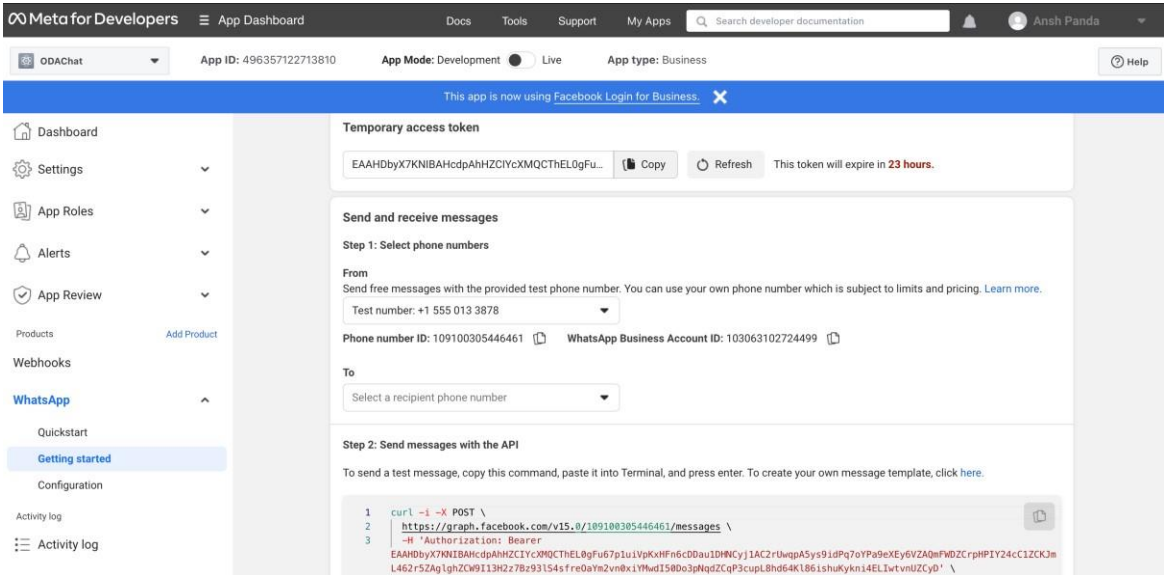 Meta for Developers App Dashboard Docs Tools Support My Apps Search developer documentation Ansh Panda
ODAChat App ID: 496357122713810 App Mode: Development Live App type: Business Help
This app is now using Facebook Login for Business.
Dashboard
Settings
App Roles
Alerts
App Review
Products Add Product
Webhooks
WhatsApp
Quickstart
Getting started
Configuration
Activity log
Activity log
Temporary access token
EAAHDbyX7KNIBAHcdpAhHZCIYcXMQCThEL0gFu... Copy Refresh This token will expire in 23 hours.
Send and receive messages
Step 1: Select phone numbers
From
Send free messages with the provided test phone number. You can use your own phone number which is subject to limits and pricing. Learn more.
Test number: +1 555 013 3878
Phone number ID: 109100305446461 WhatsApp Business Account ID: 103063102724499
To
Select a recipient phone number
Step 2: Send messages with the API
To send a test message, copy this command, paste it into Terminal, and press enter. To create your own message template, click here.
1 curl -i -X POST \
2 https://graph.facebook.com/v15.0/109100305446461/messages \
3 -H 'Authorization: Bearer